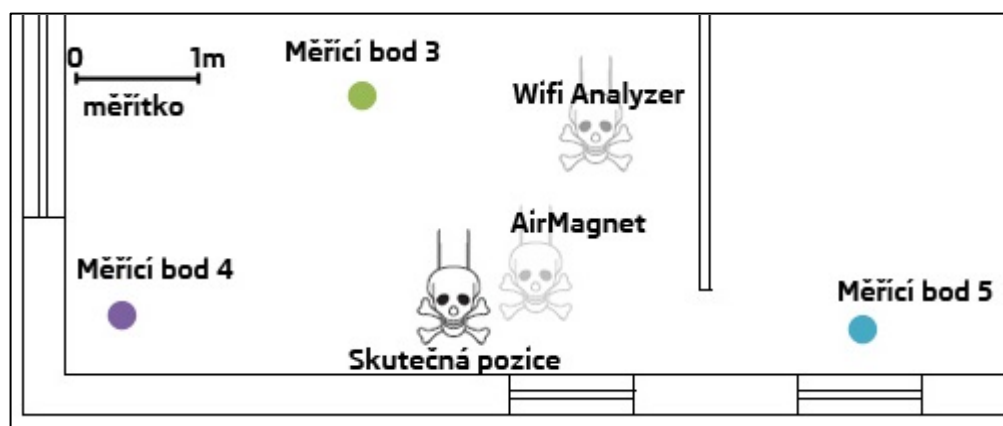 0 1m
měřítko
Měřící bod 3
Wifi Analyzer
AirMagnet
Měřící bod 4
Měřící bod 5
Skutečná pozice